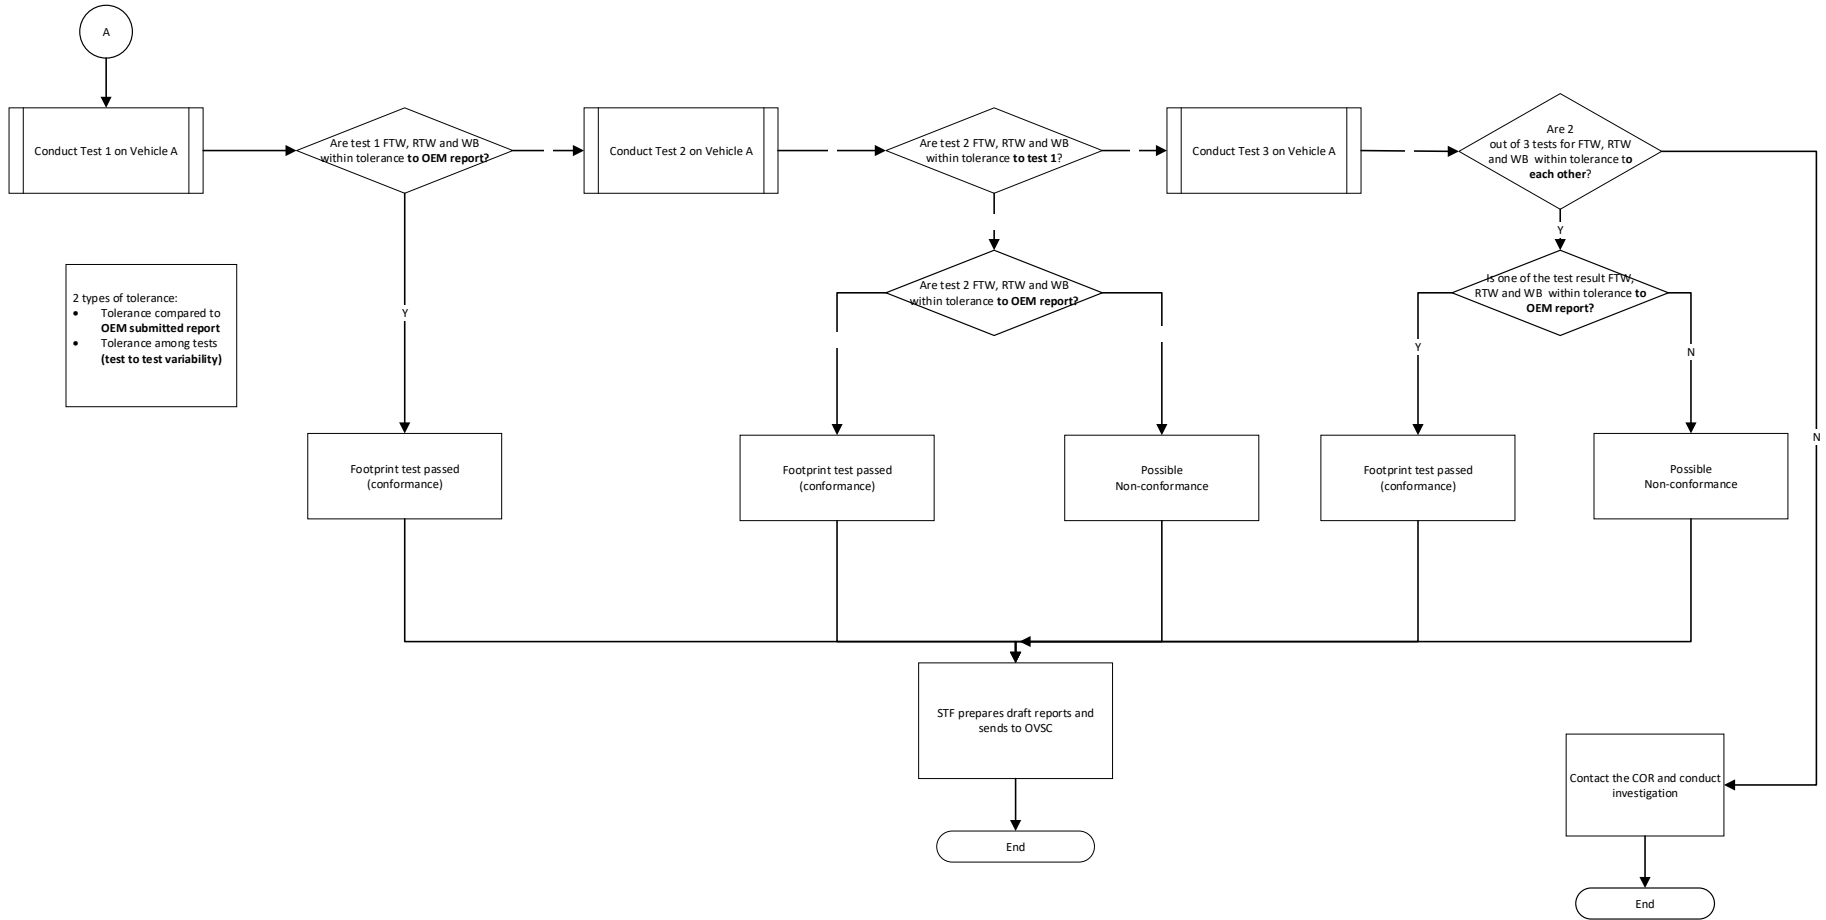 A
Conduct Test 1 on Vehicle A
Are test 1 FTW, RTW and WB
within tolerance to OEM report?
Conduct Test 2 on Vehicle A
Are test 2 FTW, RTW and WB
within tolerance to test 1?
Conduct Test 3 on Vehicle A
Are 2
out of 3 tests for FTW, RTW
and WB within tolerance to
each other?
Y
N
Are test 2 FTW, RTW and WB
within tolerance to OEM report?
Is one of the test result FTW,
RTW and WB within tolerance to
OEM report?
Y
Y
N
2 types of tolerance:
• Tolerance compared to
OEM submitted report
• Tolerance among tests
(test to test variability)
Footprint test passed
(conformance)
Footprint test passed
(conformance)
Possible
Non-conformance
Footprint test passed
(conformance)
Possible
Non-conformance
STF prepares draft reports and
sends to OVSC
End
Contact the COR and conduct
investigation
End